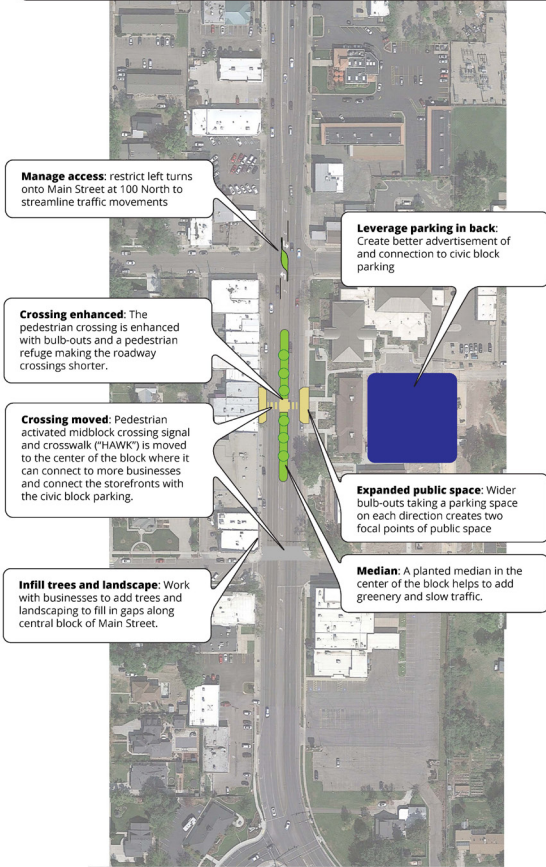 Manage access: restrict left turns
onto Main Street at 100 North to
streamline traffic movements
Leverage parking in back:
Create better advertisement of
and connection to civic block
parking
Crossing enhanced: The
pedestrian crossing is enhanced
with bulb-outs and a pedestrian
refuge making the roadway
crossings shorter.
Crossing moved: Pedestrian
activated midblock crossing signal
and crosswalk (“HAWK”) is moved
to the center of the block where it
can connect to more businesses
and connect the storefronts with
the civic block parking.
Expanded public space: Wider
bulb-outs taking a parking space
on each direction creates two
focal points of public space
Infill trees and landscape: Work
with businesses to add trees and
landscaping to fill in gaps along
central block of Main Street.
Median: A planted median in the
center of the block helps to add
greenery and slow traffic.